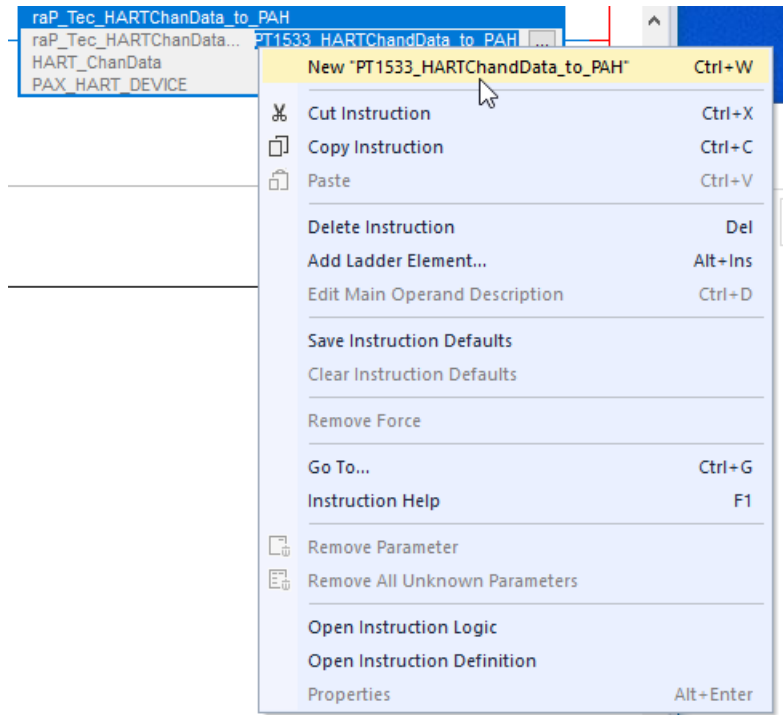 raP_Tec_HARTChanData_to_PAH
raP_Tec_HARTChanData... PT1533_HARTChandData_to_PAH ...
HART_ChanData
PAX_HART_DEVICE
New "PT1533_HARTChandData_to_PAH" Ctrl+W
Cut Instruction Ctrl+X
Copy Instruction Ctrl+C
Paste Ctrl+V
Delete Instruction Del
Add Ladder Element... Alt+Ins
Edit Main Operand Description Ctrl+D
Save Instruction Defaults
Clear Instruction Defaults
Remove Force
Go To... Ctrl+G
Instruction Help F1
Remove Parameter
Remove All Unknown Parameters
Open Instruction Logic
Open Instruction Definition
Properties Alt+Enter